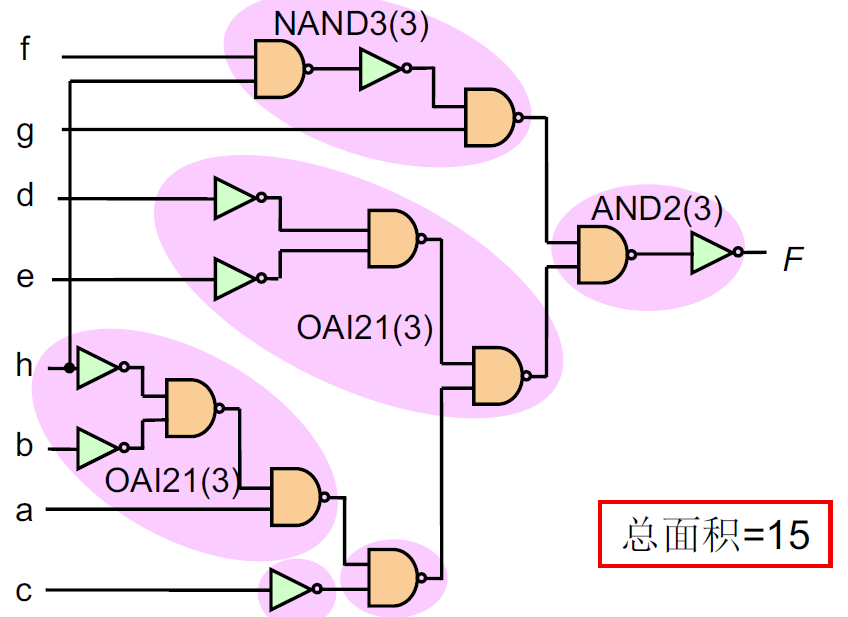 NAND3(3)
f
g
d
AND2(3)
F
e
OAI21(3)
h
b
OAI21(3)
a
总面积=15
c